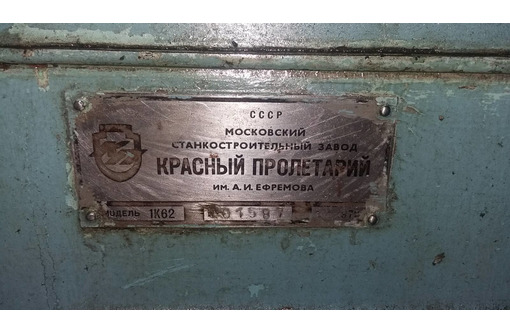 СССР
МОСКОВСКИЙ
СТАНКОСТРОИТЕЛЬНЫЙ ЗАВОД
КРАСНЫЙ ПРОЛЕТАРИЙ
ИМ. А. И. ЕФРЕМОВА
МОДЕЛЬ 1К62